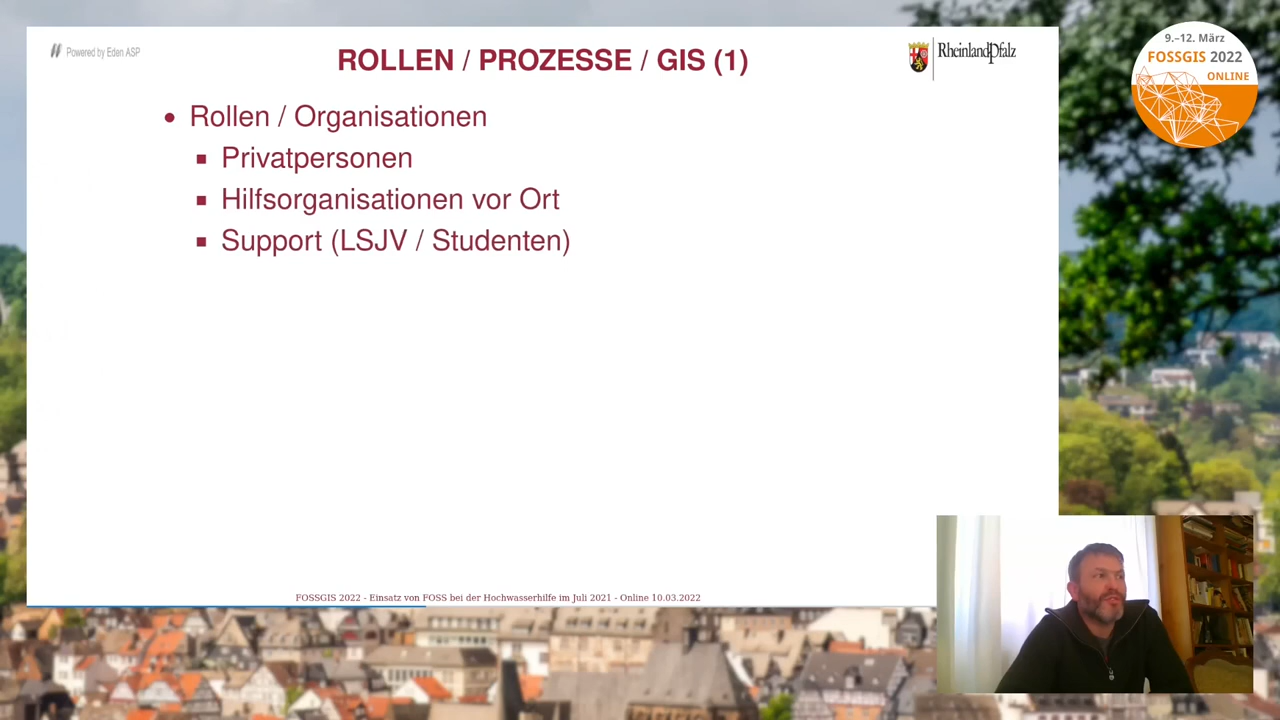 Powered by Eden ASP
ROLLEN / PROZESSE / GIS (1)
RheinlandPfalz
9.–12. März
FOSSGIS 2022
ONLINE
• Rollen / Organisationen
▪ Privatpersonen
▪ Hilfsorganisationen vor Ort
▪ Support (LSJV / Studenten)
FOSSGIS 2022 - Einsatz von FOSS bei der Hochwasserhilfe im Juli 2021 - Online 10.03.2022